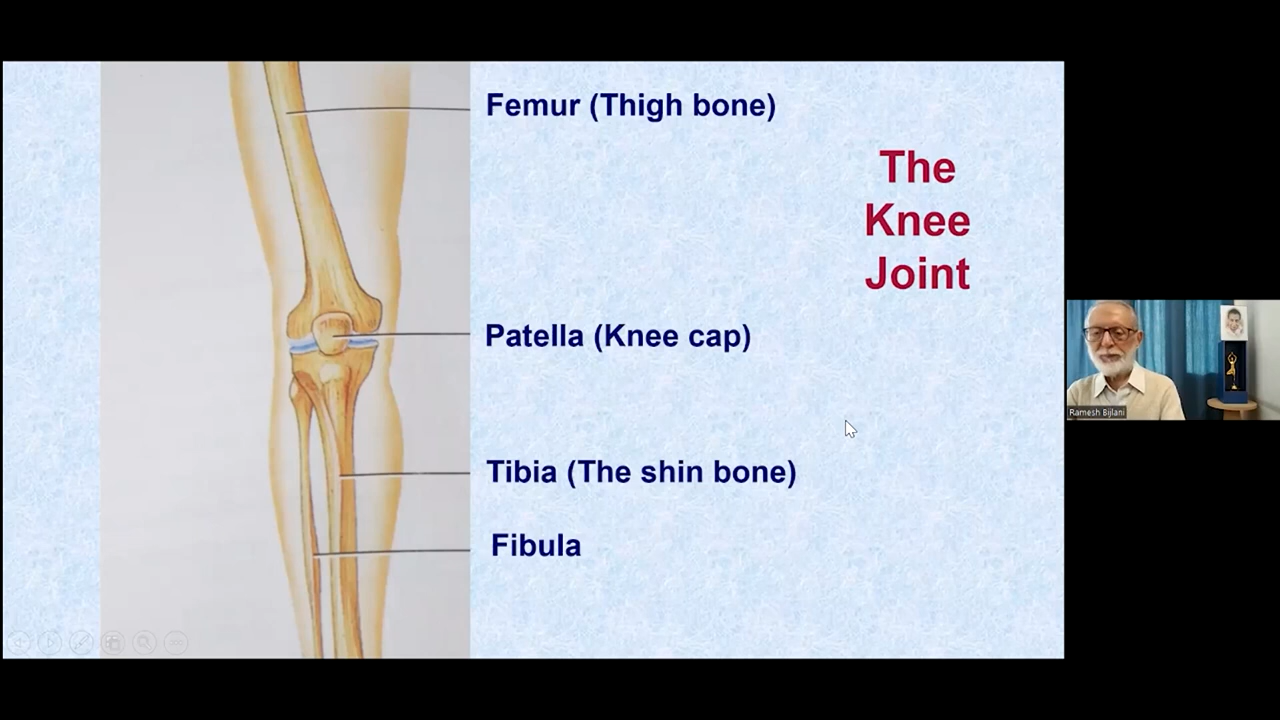 Femur (Thigh bone)
The
Knee
Joint
Patella (Knee cap)
Tibia (The shin bone)
Fibula
Ramesh Bijlani